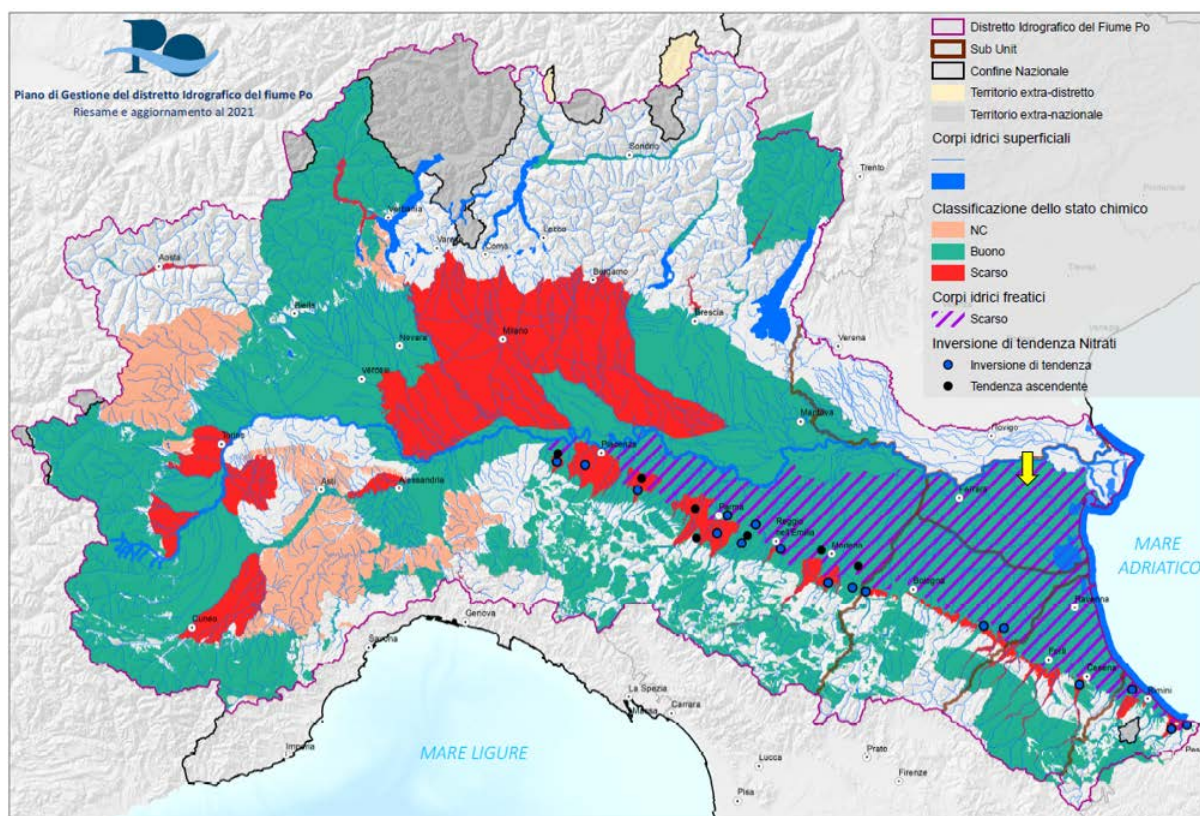 PO
Piano di Gestione del distretto Idrografico del fiume Po
Riesame e aggiornamento al 2021
Distretto Idrografico del Fiume Po
Sub Unit
Confine Nazionale
Territorio extra-distretto
Territorio extra-nazionale
Corpi idrici superficiali
Classificazione dello stato chimico
NC
Buono
Scarso
Corpi idrici freatici
Scarso
Inversione di tendenza Nitrati
Inversione di tendenza
Tendenza ascendente
Sondrio
Trento
Verbania
Lecco
Varese
Como
Aosta
Bergamo
Biella
Brescia
Novara
Milano
Verona
Venezia
Vercelli
Mantova
Rovigo
Torino
Piacenza
Ferrara
Asti
Alessandria
Parma
Reggio
nell'Emilia
Modena
MARE
ADRIATICO
Bologna
Ravenna
Cuneo
Genova
Savona
Forlì
Cesena
Rimini
La Spezia
Massa
Carrara
Pes
Imperia
MARE LIGURE
Lucca
Prato
Firenze
Pisa